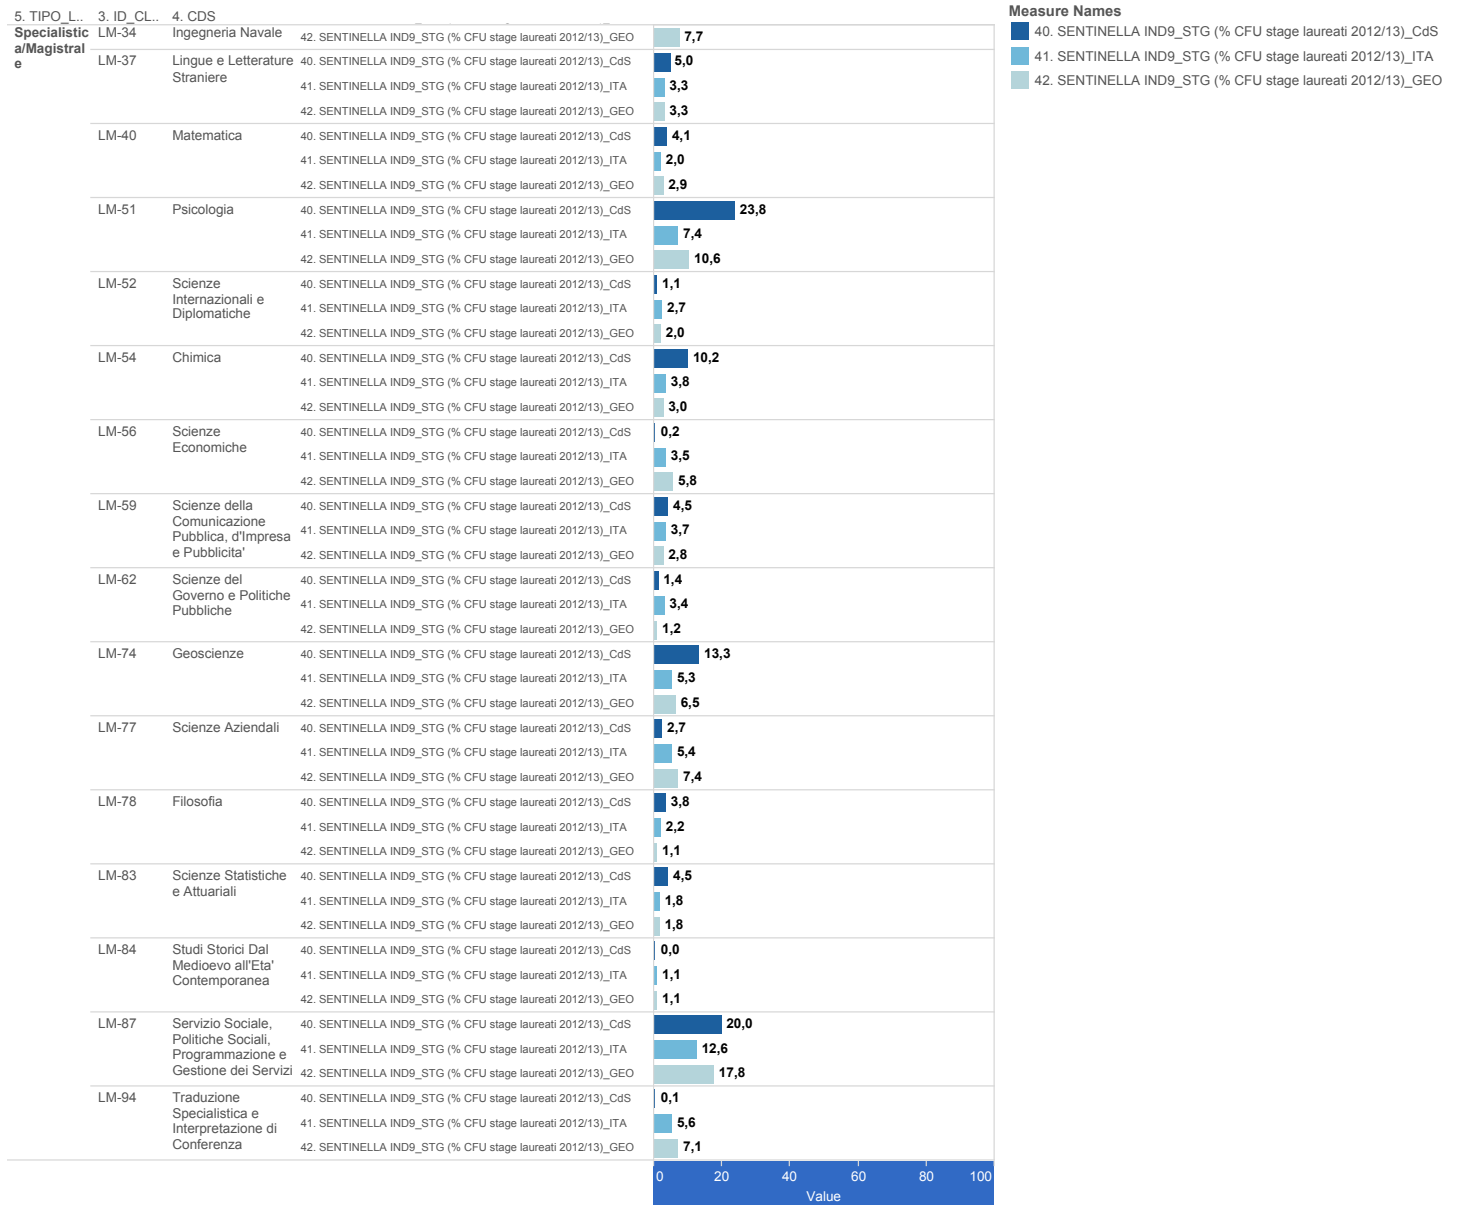 5. TIPO_L.. 3. ID_CL.. 4. CDS
Specialistic
a/Magistral
e
LM-34 Ingegneria Navale
42. SENTINELLA IND9_STG (% CFU stage laureati 2012/13)_GEO 7,7
LM-37 Lingue e Letterature
Straniere
40. SENTINELLA IND9_STG (% CFU stage laureati 2012/13)_CdS 5,0
41. SENTINELLA IND9_STG (% CFU stage laureati 2012/13)_ITA 3,3
42. SENTINELLA IND9_STG (% CFU stage laureati 2012/13)_GEO 3,3
LM-40 Matematica
40. SENTINELLA IND9_STG (% CFU stage laureati 2012/13)_CdS 4,1
41. SENTINELLA IND9_STG (% CFU stage laureati 2012/13)_ITA 2,0
42. SENTINELLA IND9_STG (% CFU stage laureati 2012/13)_GEO 2,9
LM-51 Psicologia
40. SENTINELLA IND9_STG (% CFU stage laureati 2012/13)_CdS 23,8
41. SENTINELLA IND9_STG (% CFU stage laureati 2012/13)_ITA 7,4
42. SENTINELLA IND9_STG (% CFU stage laureati 2012/13)_GEO 10,6
LM-52 Scienze
Internazionali e
Diplomatiche
40. SENTINELLA IND9_STG (% CFU stage laureati 2012/13)_CdS 1,1
41. SENTINELLA IND9_STG (% CFU stage laureati 2012/13)_ITA 2,7
42. SENTINELLA IND9_STG (% CFU stage laureati 2012/13)_GEO 2,0
LM-54 Chimica
40. SENTINELLA IND9_STG (% CFU stage laureati 2012/13)_CdS 10,2
41. SENTINELLA IND9_STG (% CFU stage laureati 2012/13)_ITA 3,8
42. SENTINELLA IND9_STG (% CFU stage laureati 2012/13)_GEO 3,0
LM-56 Scienze
Economiche
40. SENTINELLA IND9_STG (% CFU stage laureati 2012/13)_CdS 0,2
41. SENTINELLA IND9_STG (% CFU stage laureati 2012/13)_ITA 3,5
42. SENTINELLA IND9_STG (% CFU stage laureati 2012/13)_GEO 5,8
LM-59 Scienze della
Comunicazione
Pubblica, d'Impresa
e Pubblicita'
40. SENTINELLA IND9_STG (% CFU stage laureati 2012/13)_CdS 4,5
41. SENTINELLA IND9_STG (% CFU stage laureati 2012/13)_ITA 3,7
42. SENTINELLA IND9_STG (% CFU stage laureati 2012/13)_GEO 2,8
LM-62 Scienze del
Governo e Politiche
Pubbliche
40. SENTINELLA IND9_STG (% CFU stage laureati 2012/13)_CdS 1,4
41. SENTINELLA IND9_STG (% CFU stage laureati 2012/13)_ITA 3,4
42. SENTINELLA IND9_STG (% CFU stage laureati 2012/13)_GEO 1,2
LM-74 Geoscienze
40. SENTINELLA IND9_STG (% CFU stage laureati 2012/13)_CdS 13,3
41. SENTINELLA IND9_STG (% CFU stage laureati 2012/13)_ITA 5,3
42. SENTINELLA IND9_STG (% CFU stage laureati 2012/13)_GEO 6,5
LM-77 Scienze Aziendali
40. SENTINELLA IND9_STG (% CFU stage laureati 2012/13)_CdS 2,7
41. SENTINELLA IND9_STG (% CFU stage laureati 2012/13)_ITA 5,4
42. SENTINELLA IND9_STG (% CFU stage laureati 2012/13)_GEO 7,4
LM-78 Filosofia
40. SENTINELLA IND9_STG (% CFU stage laureati 2012/13)_CdS 3,8
41. SENTINELLA IND9_STG (% CFU stage laureati 2012/13)_ITA 2,2
42. SENTINELLA IND9_STG (% CFU stage laureati 2012/13)_GEO 1,1
LM-83 Scienze Statistiche
e Attuariali
40. SENTINELLA IND9_STG (% CFU stage laureati 2012/13)_CdS 4,5
41. SENTINELLA IND9_STG (% CFU stage laureati 2012/13)_ITA 1,8
42. SENTINELLA IND9_STG (% CFU stage laureati 2012/13)_GEO 1,8
LM-84 Studi Storici Dal
Medioevo all'Eta'
Contemporanea
40. SENTINELLA IND9_STG (% CFU stage laureati 2012/13)_CdS 0,0
41. SENTINELLA IND9_STG (% CFU stage laureati 2012/13)_ITA 1,1
42. SENTINELLA IND9_STG (% CFU stage laureati 2012/13)_GEO 1,1
LM-87 Servizio Sociale,
Politiche Sociali,
Programmazione e
Gestione dei Servizi
40. SENTINELLA IND9_STG (% CFU stage laureati 2012/13)_CdS 20,0
41. SENTINELLA IND9_STG (% CFU stage laureati 2012/13)_ITA 12,6
42. SENTINELLA IND9_STG (% CFU stage laureati 2012/13)_GEO 17,8
LM-94 Traduzione
Specialistica e
Interpretazione di
Conferenza
40. SENTINELLA IND9_STG (% CFU stage laureati 2012/13)_CdS 0,1
41. SENTINELLA IND9_STG (% CFU stage laureati 2012/13)_ITA 5,6
42. SENTINELLA IND9_STG (% CFU stage laureati 2012/13)_GEO 7,1
0 20 40 60 80 100
Value
Measure Names
40. SENTINELLA IND9_STG (% CFU stage laureati 2012/13)_CdS
41. SENTINELLA IND9_STG (% CFU stage laureati 2012/13)_ITA
42. SENTINELLA IND9_STG (% CFU stage laureati 2012/13)_GEO